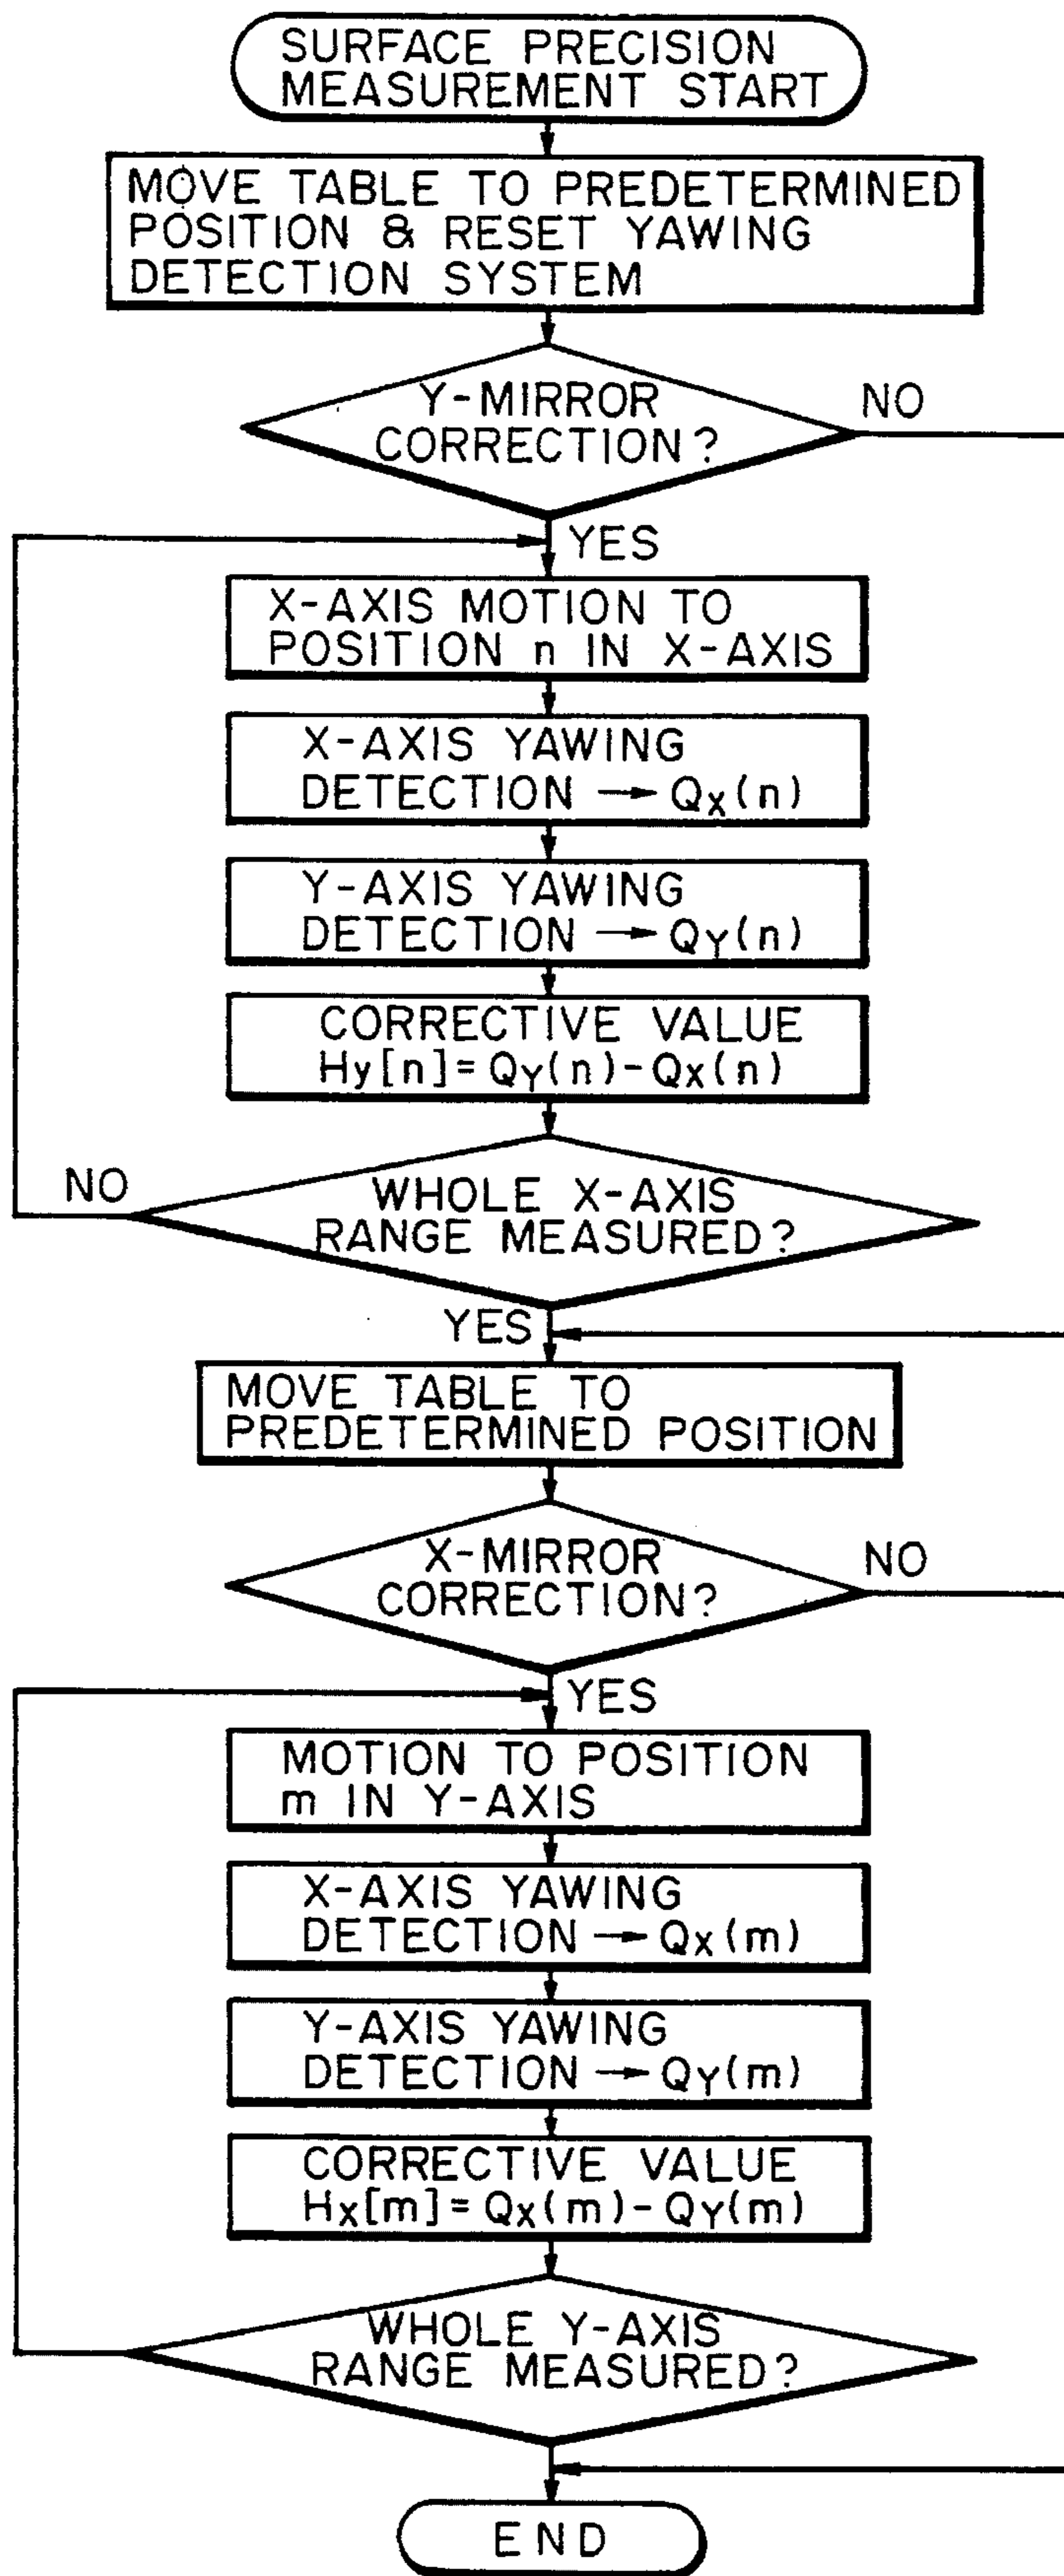 SURFACE PRECISION
MEASUREMENT START
MOVE TABLE TO PREDETERMINED
POSITION & RESET YAWING
DETECTION SYSTEM
Y-MIRROR
CORRECTION?
NO
YES
X-AXIS MOTION TO
POSITION n IN X-AXIS
X-AXIS YAWING
DETECTION → QX(n)
Y-AXIS YAWING
DETECTION → QY(n)
CORRECTIVE VALUE
Hy[n]=QY(n)-QX(n)
NO
WHOLE X-AXIS
RANGE MEASURED?
YES
MOVE TABLE TO
PREDETERMINED POSITION
X-MIRROR
CORRECTION?
NO
YES
MOTION TO POSITION
m IN Y-AXIS
X-AXIS YAWING
DETECTION → QX(m)
Y-AXIS YAWING
DETECTION → QY(m)
CORRECTIVE VALUE
HX[m]=QX(m)-QY(m)
WHOLE Y-AXIS
RANGE MEASURED?
END